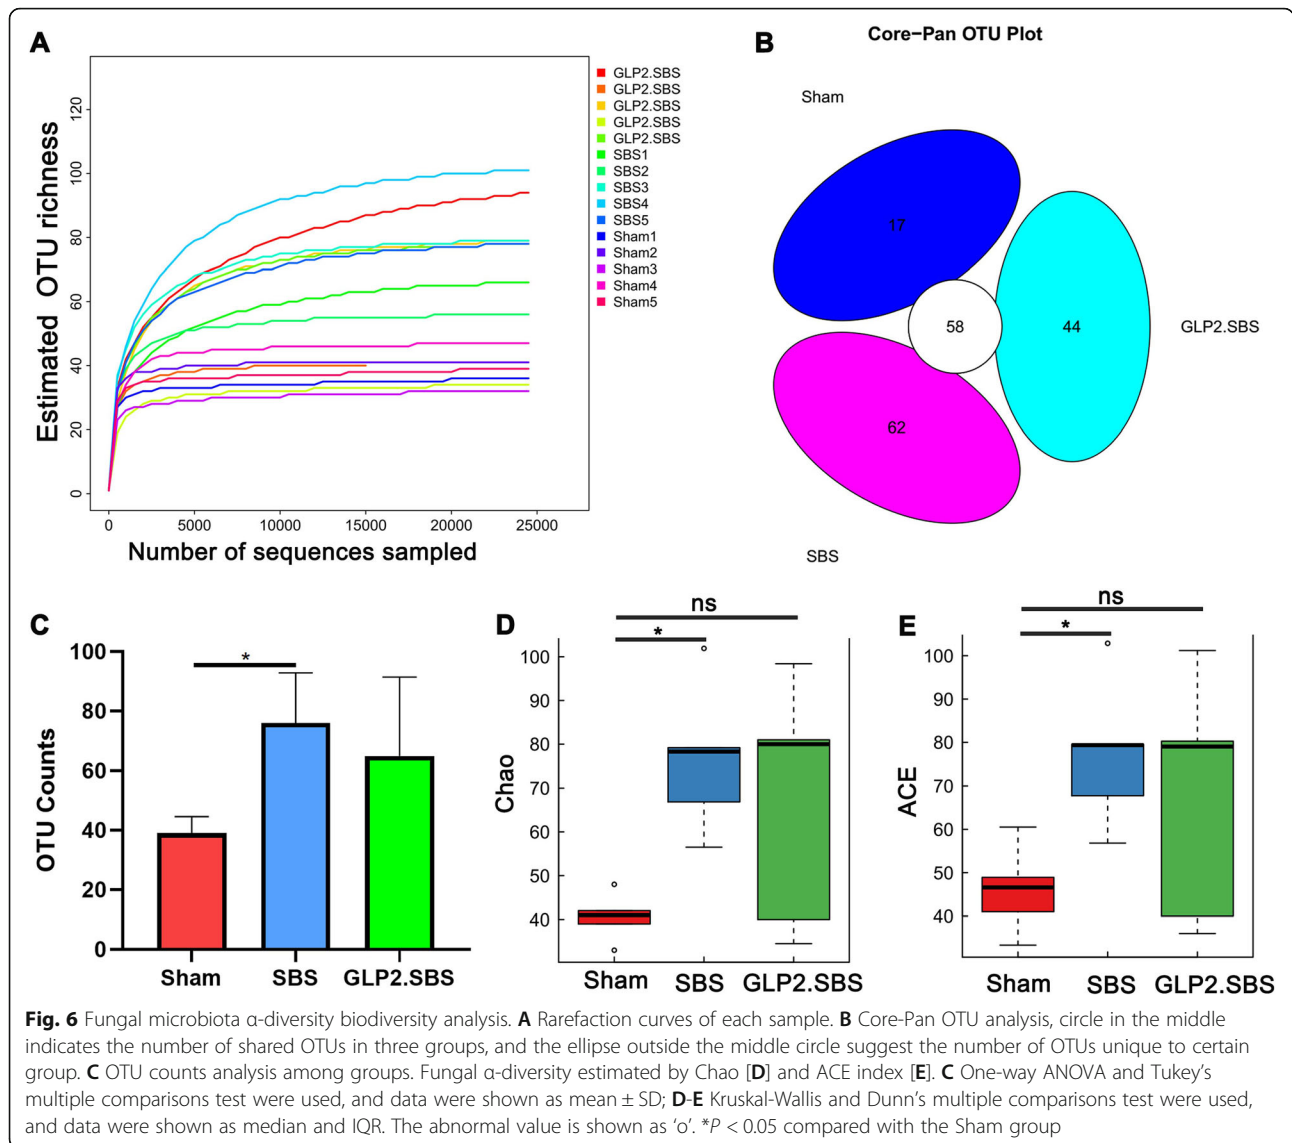 A
Estimated OTU richness
120
100
80
60
40
20
0
0 5000 10000 15000 20000 25000
Number of sequences sampled
GLP2.SBS
GLP2.SBS
GLP2.SBS
GLP2.SBS
GLP2.SBS
SBS1
SBS2
SBS3
SBS4
SBS5
Sham1
Sham2
Sham3
Sham4
Sham5
B
Core−Pan OTU Plot
Sham
17
58
44
GLP2.SBS
62
SBS
C
OTU Counts
100
80
60
40
20
0
*
Sham SBS GLP2.SBS
D
Chao
ns
*
100
90
80
70
60
50
40
Sham SBS GLP2.SBS
E
ACE
ns
*
100
90
80
70
60
50
40
Sham SBS GLP2.SBS
Fig. 6 Fungal microbiota α-diversity biodiversity analysis. A Rarefaction curves of each sample. B Core-Pan OTU analysis, circle in the middle
indicates the number of shared OTUs in three groups, and the ellipse outside the middle circle suggest the number of OTUs unique to certain
group. C OTU counts analysis among groups. Fungal α-diversity estimated by Chao [D] and ACE index [E]. C One-way ANOVA and Tukey's
multiple comparisons test were used, and data were shown as mean ± SD; D-E Kruskal-Wallis and Dunn's multiple comparisons test were used,
and data were shown as median and IQR. The abnormal value is shown as 'o'. *P < 0.05 compared with the Sham group